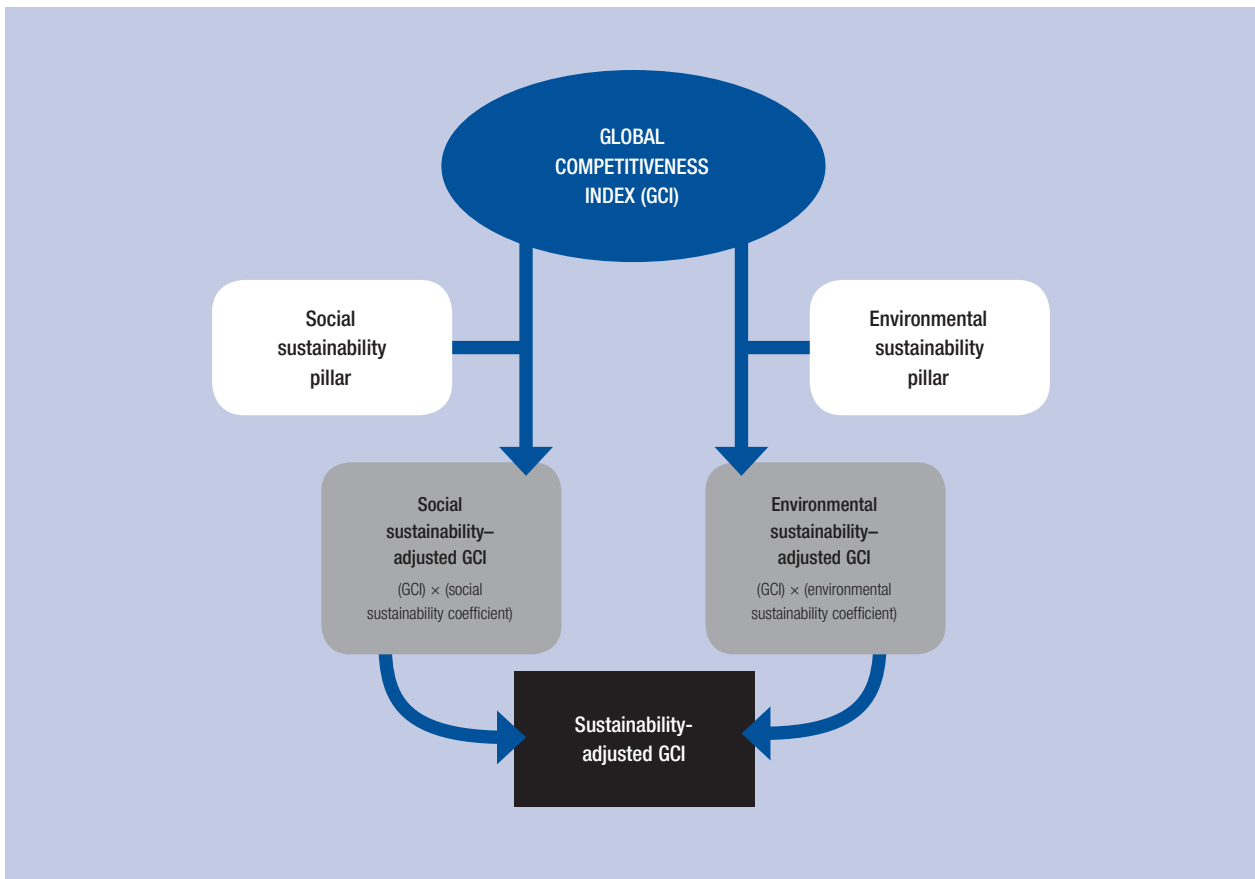 GLOBAL
COMPETITIVENESS
INDEX (GCI)
Social
sustainability
pillar
Environmental
sustainability
pillar
Social
sustainability–
adjusted GCI
(GCI) × (social
sustainability coefficient)
Environmental
sustainability–
adjusted GCI
(GCI) × (environmental
sustainability coefficient)
Sustainability-
adjusted GCI